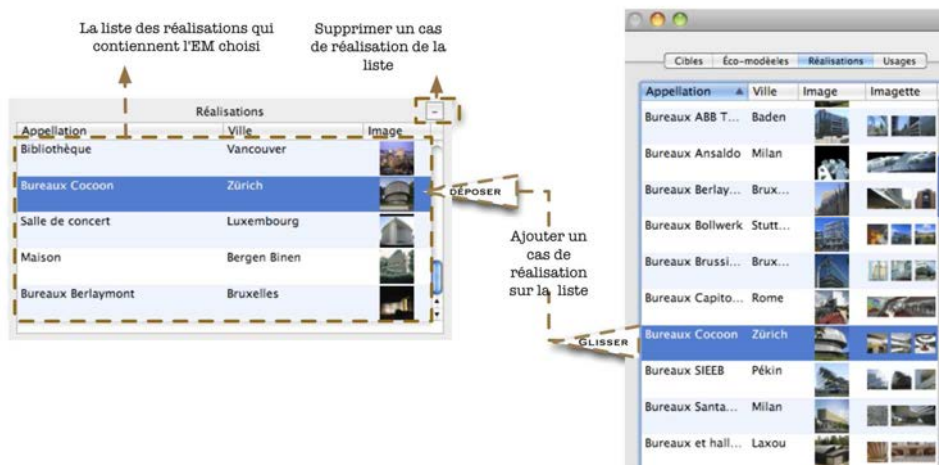 La liste des réalisations qui
contiennent l'EM choisi
Supprimer un cas
de réalisation de la
liste
Réalisations
-
Appellation Ville Image
Bibliothèque Vancouver
Bureaux Cocoon Zürich
Salle de concert Luxembourg
Maison Bergen Binen
Bureaux Berlaymont Bruxelles
DÉPOSER
Ajouter un
cas de
réalisation
sur la liste
GLISSER
Cibles Éco-modèeles Réalisations Usages
Appellation Ville Image Imagette
Bureaux ABB T... Baden
Bureaux Ansaldo Milan
Bureaux Berlay... Brux...
Bureaux Bollwerk Stutt...
Bureaux Brussi... Brux...
Bureaux Capito... Rome
Bureaux Cocoon Zürich
Bureaux SIEEB Pékin
Bureaux Santa... Milan
Bureaux et hall... Laxou